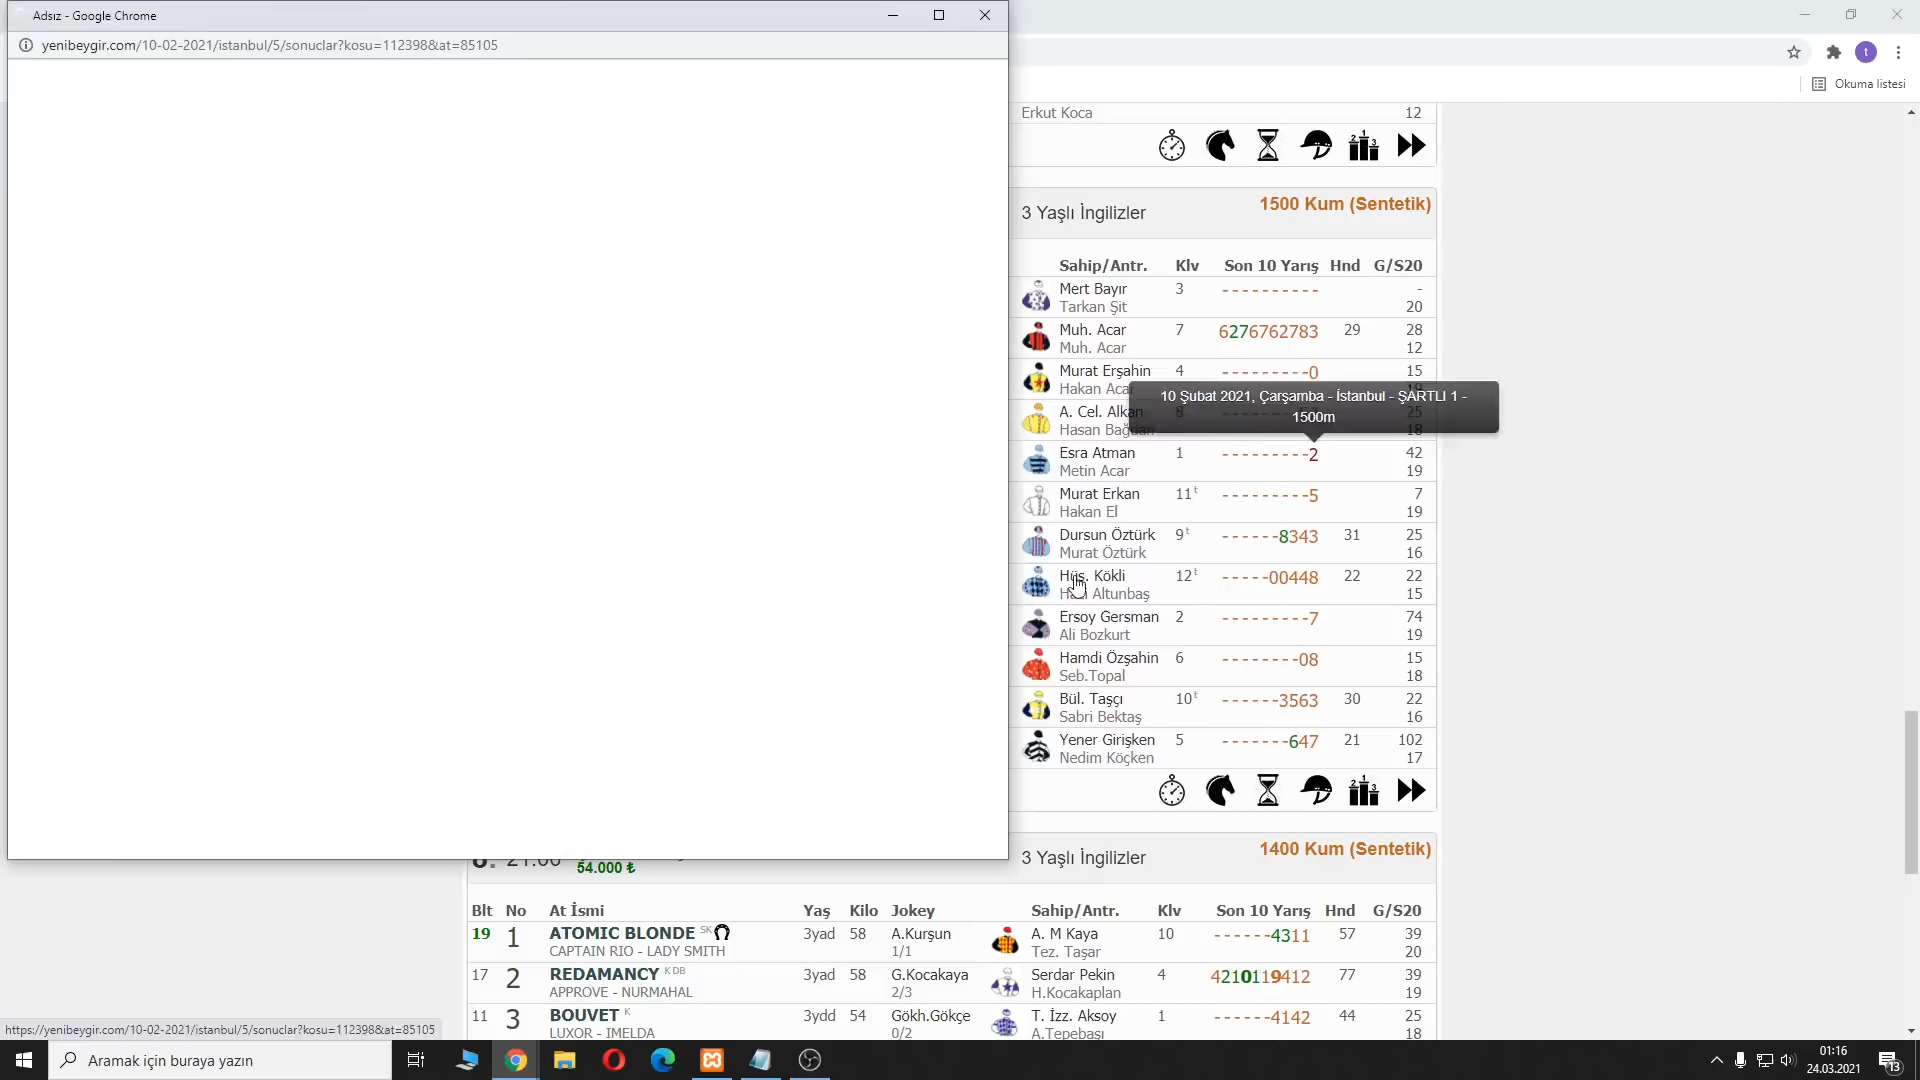 Adsız - Google Chrome
yenibeygir.com/10-02-2021/istanbul/5/sonuclar?kosu=112398&at=85105
t
Okuma listesi
Erkut Koca 12
3 Yaşlı İngilizler 1500 Kum (Sentetik)
Sahip/Antr. Klv Son 10 Yarış Hnd G/S20
Mert Bayır 3 - - - - - - - - - - -
Tarkan Şit 20
Muh. Acar 7 6276762783 29 28
Muh. Acar 12
Murat Erşahin 4 - - - - - - - - -0 15
Hakan Acar
10 Şubat 2021, Çarşamba - İstanbul - ŞARTLI 1 -
1500m
A. Cel. Alkan 8 25
Hasan Bağdan 18
Esra Atman 1 - - - - - - - - -2 42
Metin Acar 19
Murat Erkan 11 t - - - - - - - - -5 7
Hakan El 19
Dursun Öztürk 9 t - - - - - -8343 31 25
Murat Öztürk 16
Hüs. Kökli 12 t - - - - -00448 22 22
Altunbaş 15
Ersoy Gersman 2 - - - - - - - - -7 74
Ali Bozkurt 19
Hamdi Özşahin 6 - - - - - - - -08 15
Seb.Topal 18
Bül. Taşçı 10 t - - - - - -3563 30 22
Sabri Bektaş 16
Yener Girişken 5 - - - - - - -647 21 102
Nedim Köçken 17
54.000 ₺
3 Yaşlı İngilizler 1400 Kum (Sentetik)
Blt No At İsmi Yaş Kilo Jokey Sahip/Antr. Klv Son 10 Yarış Hnd G/S20
19 1 ATOMIC BLONDE SK 3yad 58 A.Kurşun A. M Kaya 10 - - - - - -4311 57 39
CAPTAIN RIO - LADY SMITH 1/1 Tez. Taşar 20
17 2 REDAMANCY K DB 3yad 58 G.Kocakaya Serdar Pekin 4 4210119412 77 39
APPROVE - NURMAHAL 2/3 H.Kocakaplan 19
11 3 BOUVET K 3ydd 54 Gökh.Gökçe T. İzz. Aksoy 1 - - - - - -4142 44 25
LUXOR - IMELDA 0/2 A.Tepebaşı 18
https://yenibeygir.com/10-02-2021/istanbul/5/sonuclar?kosu=112398&at=85105
Aramak için buraya yazın
01:16
24.03.2021
13